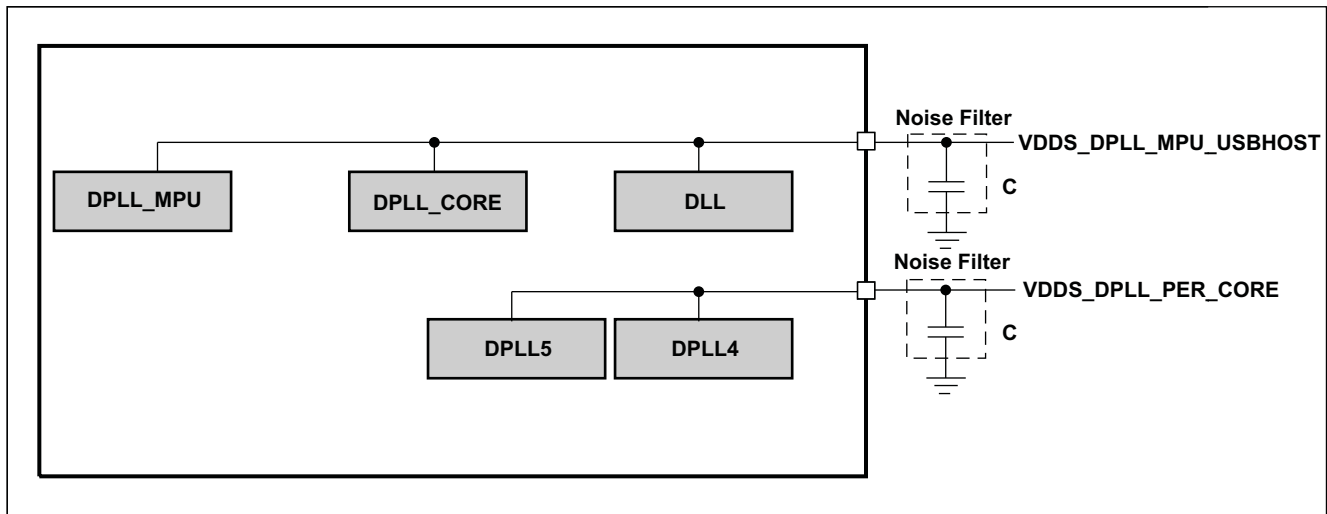 Noise Filter
VDDS_DPLL_MPU_USBHOST
DPLL_MPU
DPLL_CORE
DLL
C
Noise Filter
VDDS_DPLL_PER_CORE
DPLL5
DPLL4
C